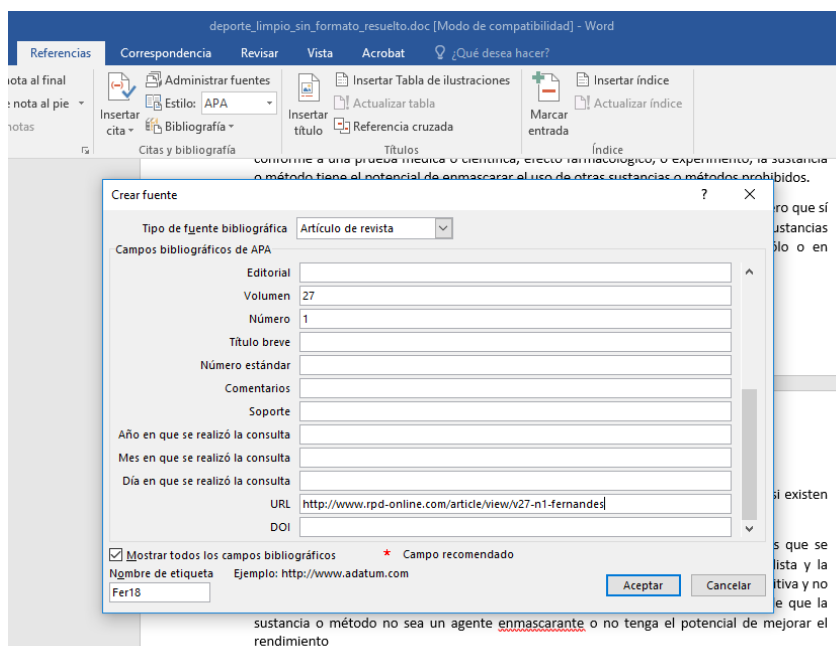 deporte_limpio_sin_formato_resuelto.doc [Modo de compatibilidad] - Word
Referencias Correspondencia Revisar Vista Acrobat ¿Qué desea hacer?
nota al final
e nota al pie
notas
Insertar cita
Administrar fuentes
Estilo: APA
Bibliografía
Citas y bibliografía
Insertar título
Insertar Tabla de ilustraciones
Actualizar tabla
Referencia cruzada
Títulos
Marcar entrada
Insertar índice
Actualizar índice
Índice
conforme a una prueba médica o científica, efecto farmacológico, o experimento, la sustancia
o método tiene el potencial de enmascarar el uso de otras sustancias o métodos prohibidos.
ero que sí
ustancias
ólo o en
Crear fuente
Tipo de fuente bibliográfica Artículo de revista
Campos bibliográficos de APA
Editorial
Volumen 27
Número 1
Título breve
Número estándar
Comentarios
Soporte
Año en que se realizó la consulta
Mes en que se realizó la consulta
Día en que se realizó la consulta
URL http://www.rpd-online.com/article/view/v27-n1-fernandes
DOI
Mostrar todos los campos bibliográficos * Campo recomendado
Nombre de etiqueta Ejemplo: http://www.adatum.com
Fer18
Aceptar Cancelar
si existen
s que se
lista y la
itiva y no
e que la
sustancia o método no sea un agente enmascarante o no tenga el potencial de mejorar el
rendimiento